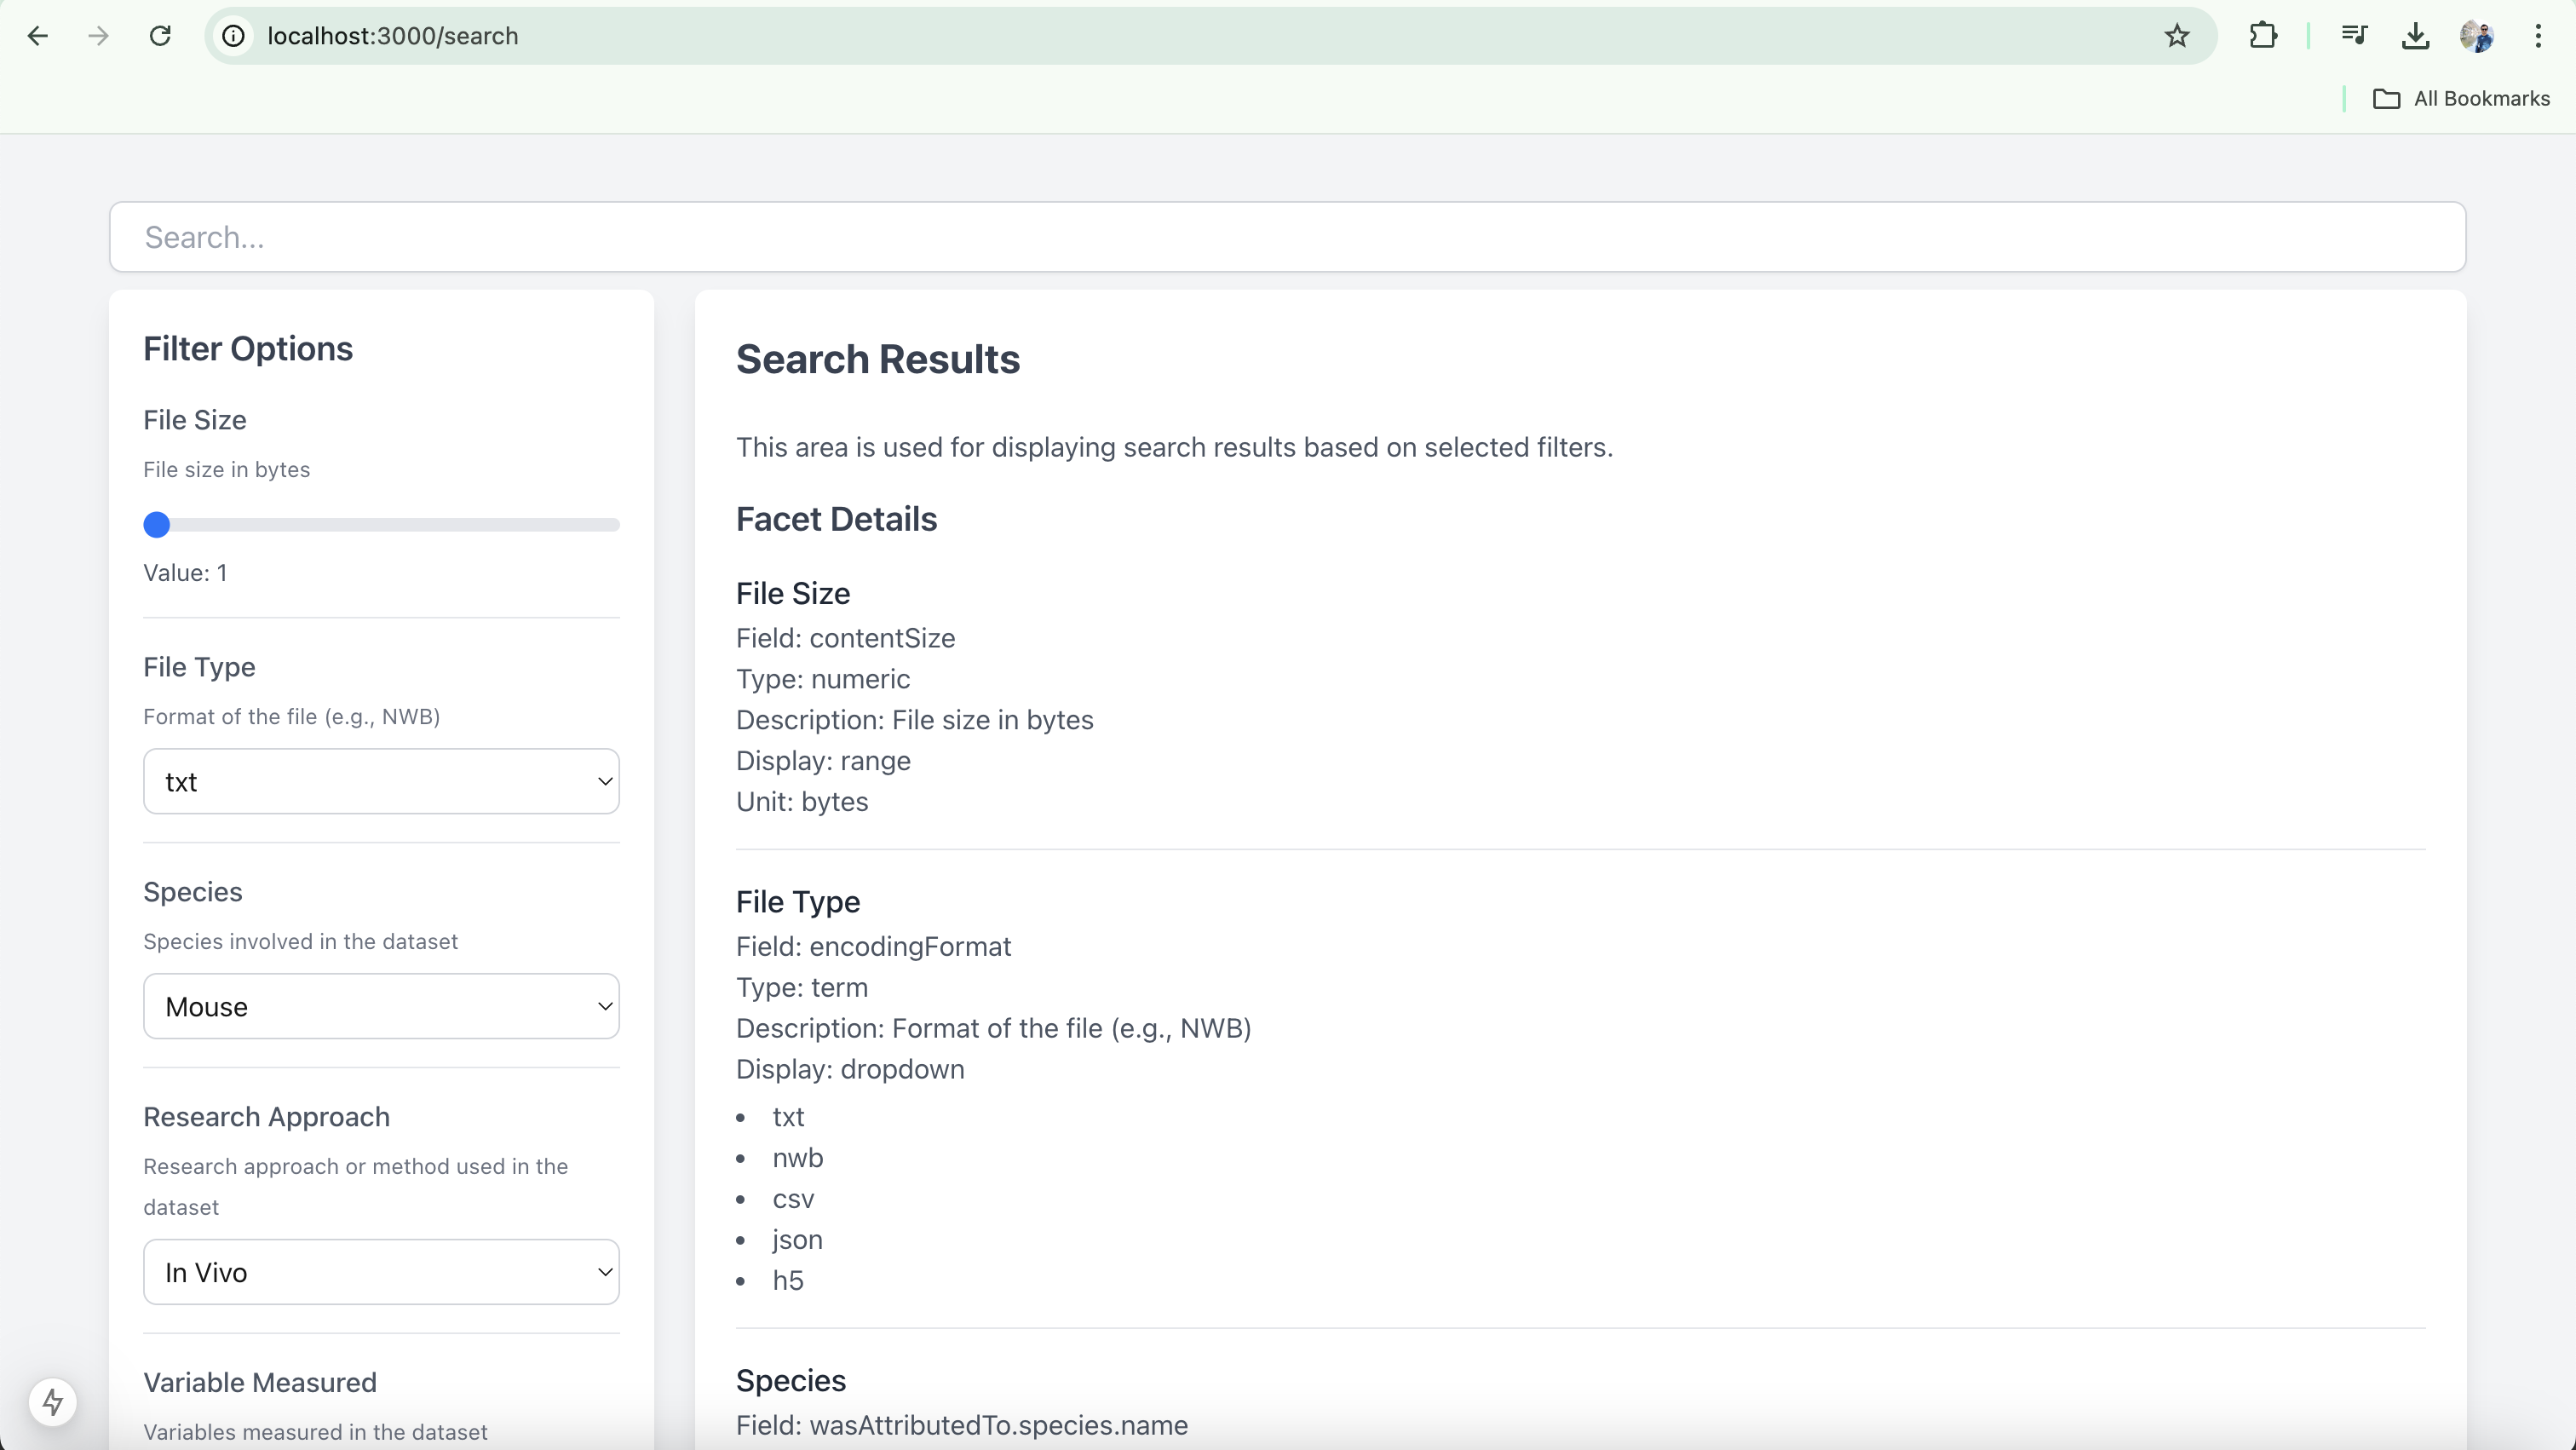 localhost:3000/search
All Bookmarks
Search...
Filter Options
File Size
File size in bytes
Value: 1
File Type
Format of the file (e.g., NWB)
txt
Species
Species involved in the dataset
Mouse
Research Approach
Research approach or method used in the
dataset
In Vivo
Variable Measured
Variables measured in the dataset
Search Results
This area is used for displaying search results based on selected filters.
Facet Details
File Size
Field: contentSize
Type: numeric
Description: File size in bytes
Display: range
Unit: bytes
File Type
Field: encodingFormat
Type: term
Description: Format of the file (e.g., NWB)
Display: dropdown
• txt
• nwb
• csv
• json
• h5
Species
Field: wasAttributedTo.species.name